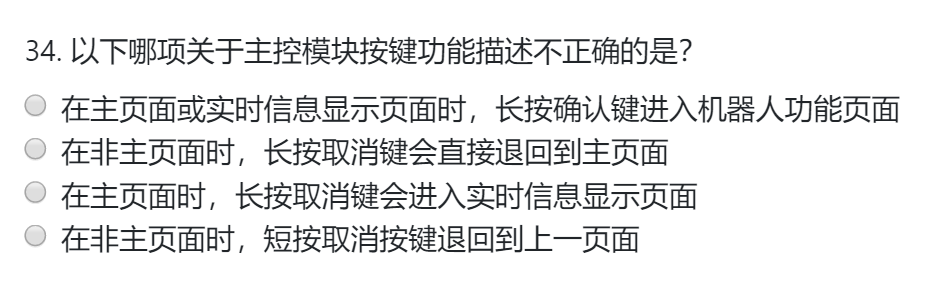 34. 以下哪项关于主控模块按键功能描述不正确的是?
在主页面或实时信息显示页面时，长按确认键进入机器人功能页面
在非主页面时，长按取消键会直接退回到主页面
在主页面时，长按取消键会进入实时信息显示页面
在非主页面时，短按取消按键退回到上一页面